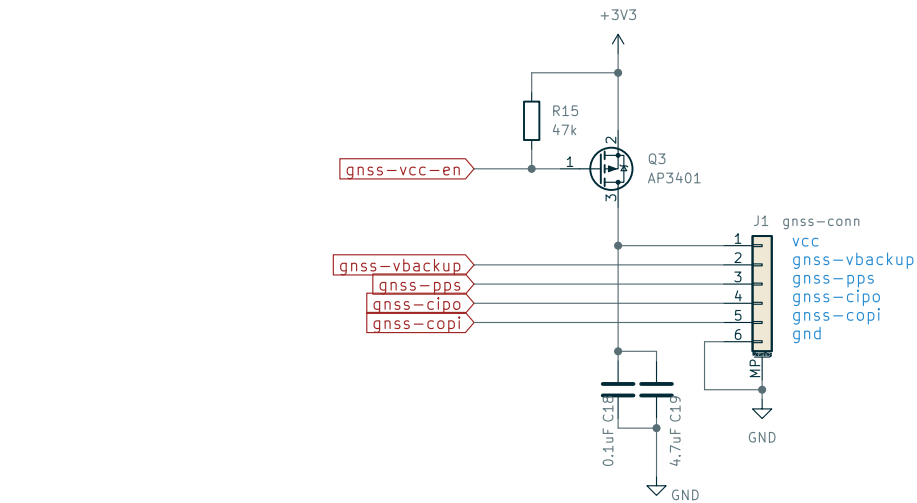 +3V3
R15
47k
2
1
gnss-vcc-en
Q3
AP3401
3
J1 gnss-conn
1 vcc
gnss-vbackup 2 gnss-vbackup
gnss-pps 3 gnss-pps
gnss-cipo 4 gnss-cipo
gnss-copi 5 gnss-copi
6 gnd
MP
0.1uF C18
4.7uF C19
GND
GND